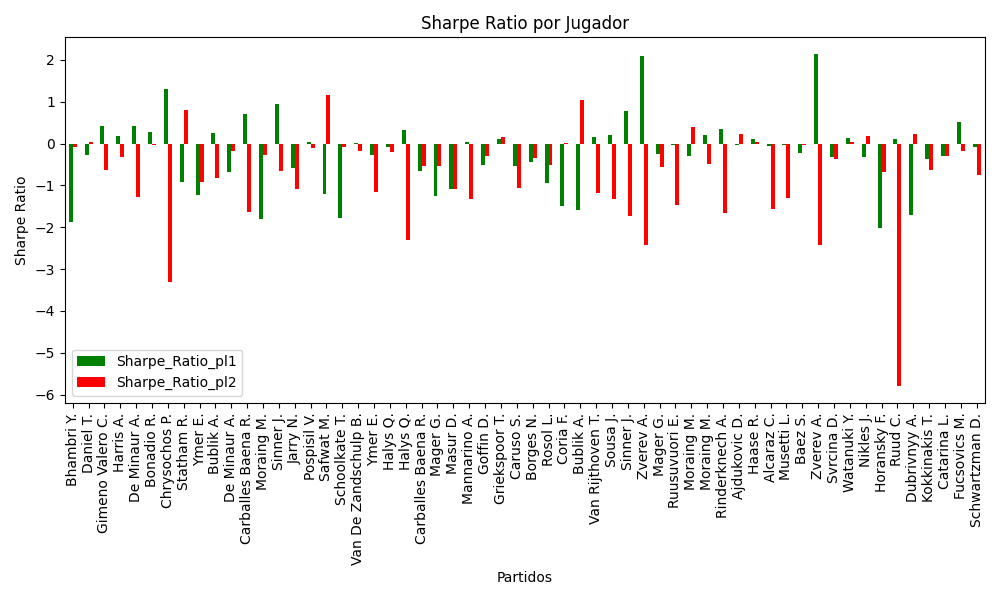 Sharpe Ratio por Jugador
Sharpe Ratio
2
1
0
−1
−2
−3
−4
−5
−6
Sharpe_Ratio_pl1
Sharpe_Ratio_pl2
Bhambri Y.
Daniel T.
Gimeno Valero C.
Harris A.
De Minaur A.
Bonadio R.
Chrysochos P.
Statham R.
Ymer E.
Bublik A.
De Minaur A.
Carballes Baena R.
Moraing M.
Sinner J.
Jarry N.
Pospisil V.
Safwat M.
Schoolkate T.
Van De Zandschulp B.
Ymer E.
Halys Q.
Halys Q.
Carballes Baena R.
Mager G.
Masur D.
Mannarino A.
Goffin D.
Griekspoor T.
Caruso S.
Borges N.
Rosol L.
Coria F.
Bublik A.
Van Rijthoven T.
Sousa J.
Sinner J.
Zverev A.
Mager G.
Ruusuvuori E.
Moraing M.
Moraing M.
Rinderknech A.
Ajdukovic D.
Haase R.
Alcaraz C.
Musetti L.
Baez S.
Zverev A.
Svrcina D.
Watanuki Y.
Nikles J.
Horansky F.
Ruud C.
Dubrivnyy A.
Kokkinakis T.
Catarina L.
Fucsovics M.
Schwartzman D.
Partidos